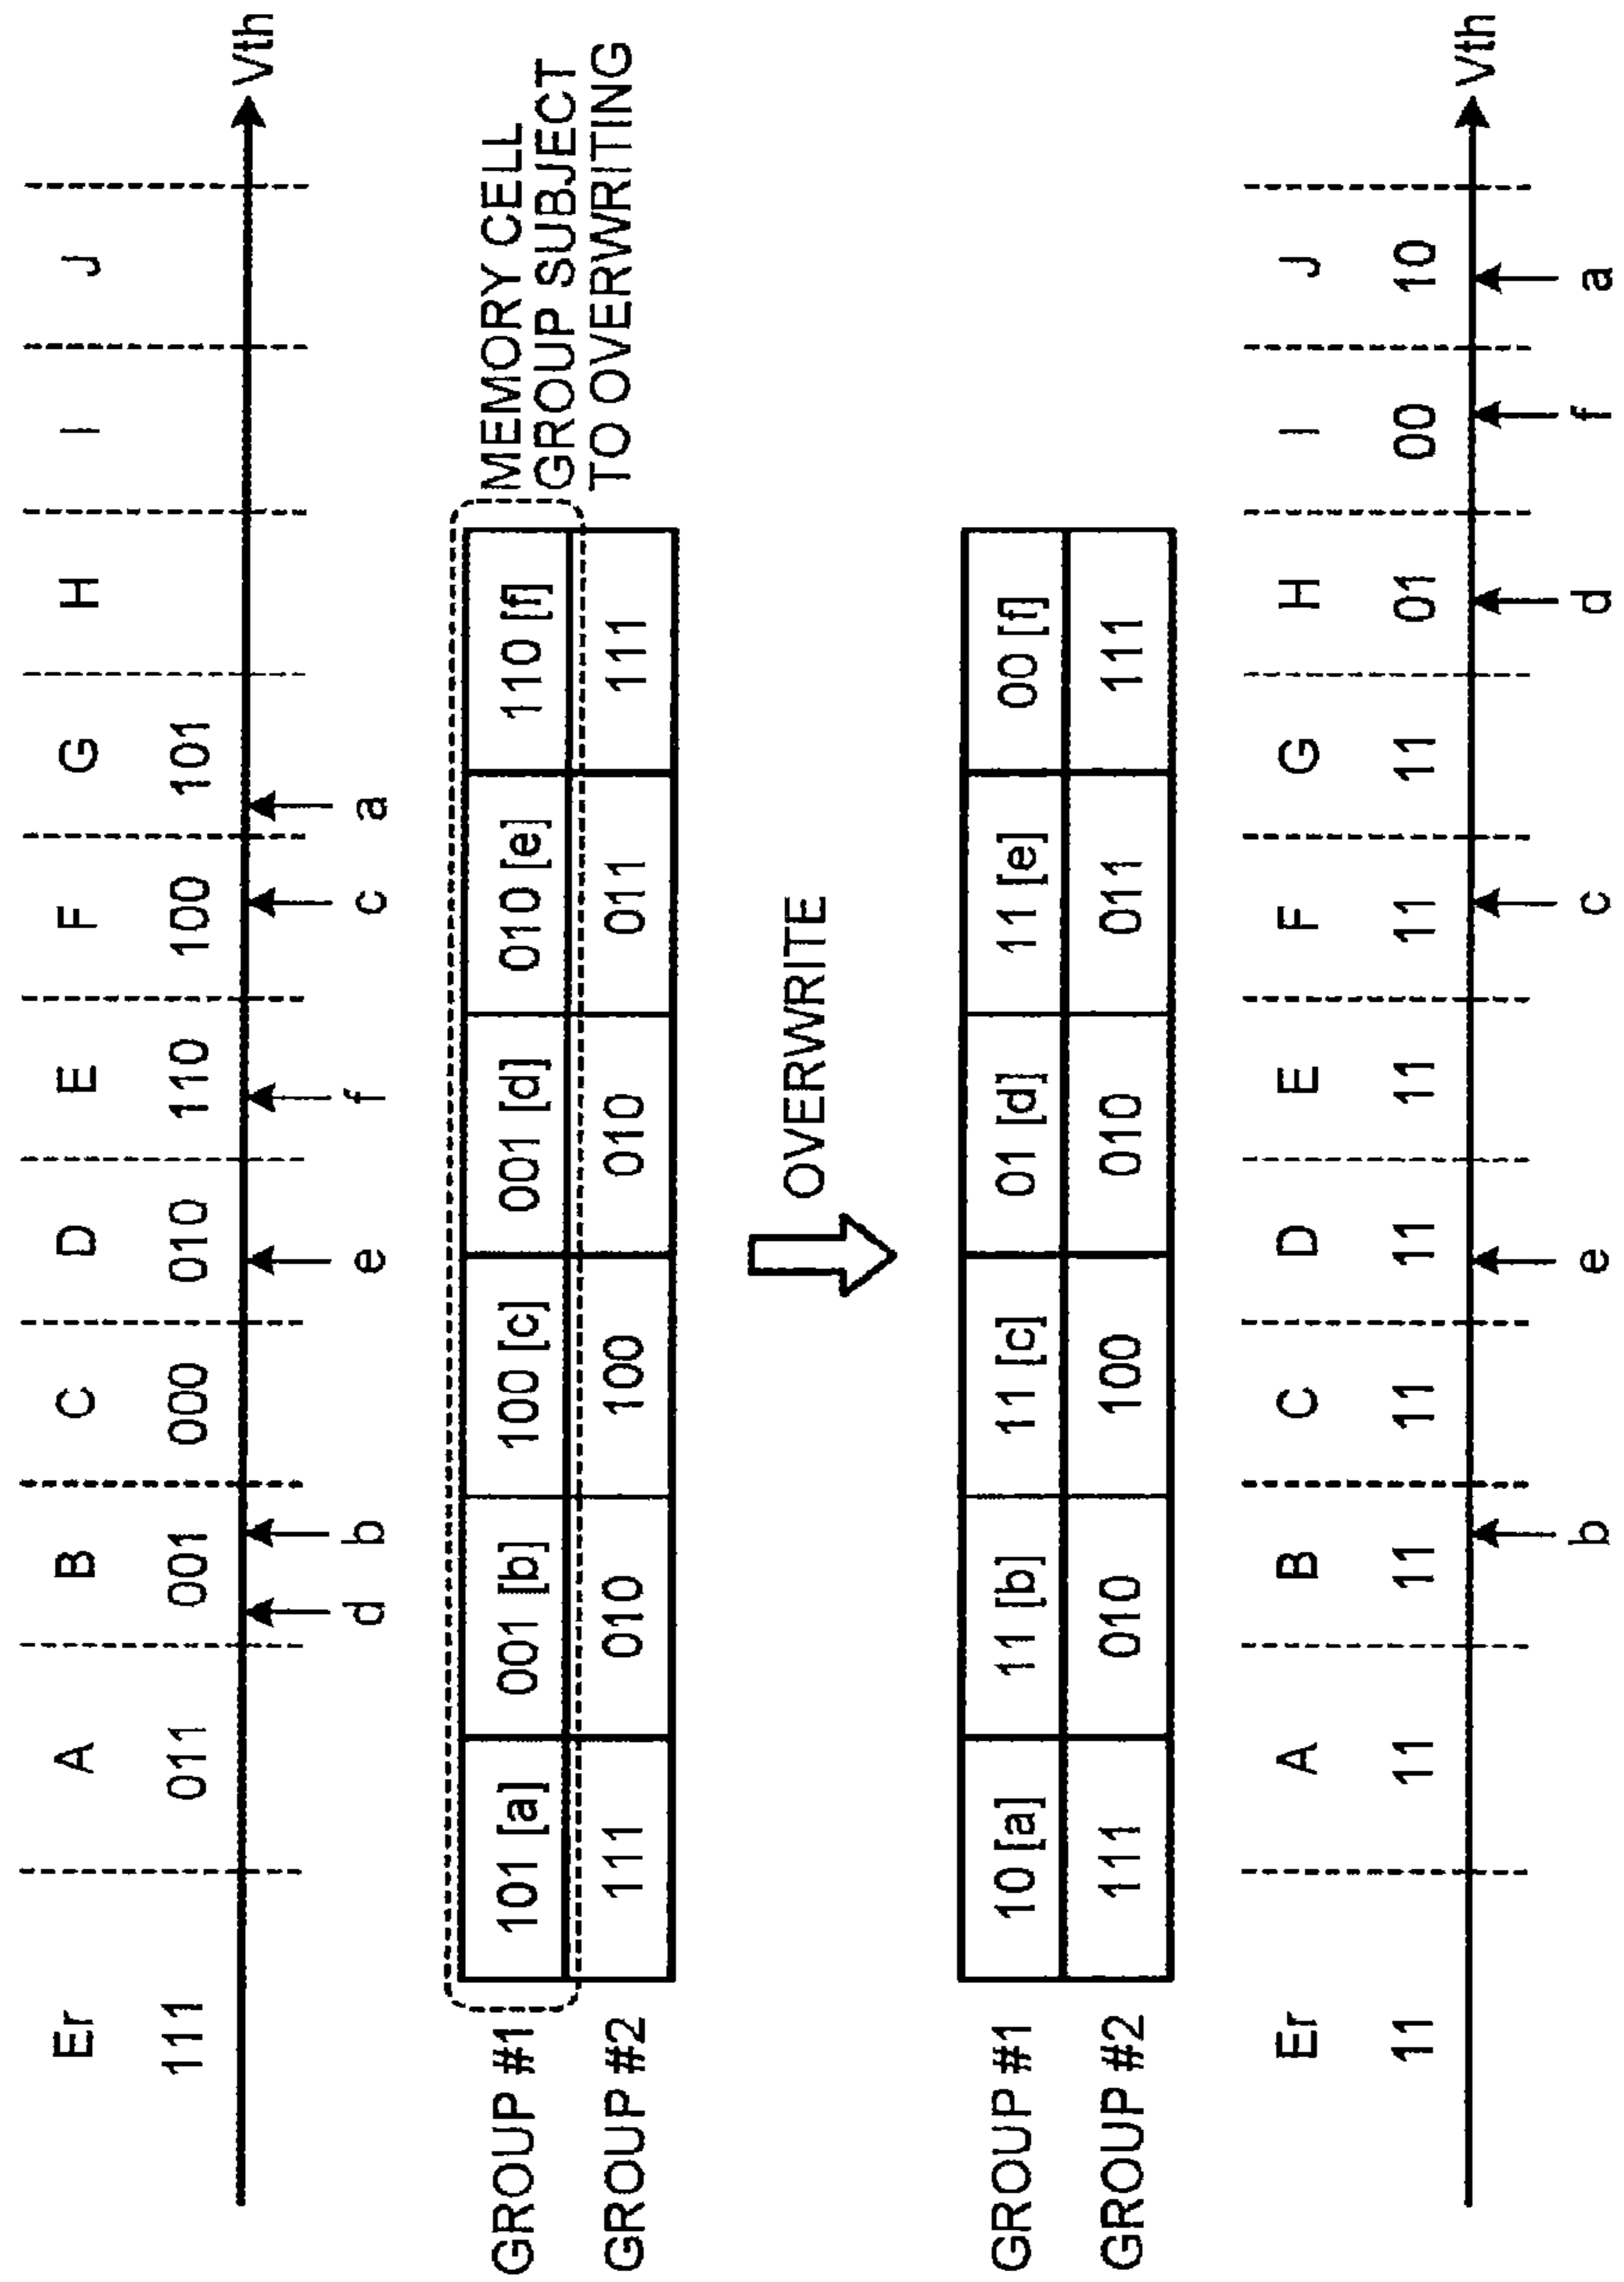 Er A B C D E F G H I J
111 011 001 000 010 110 100 101
Vth
d b e f c a
MEMORY CELL
GROUP SUBJECT
TO OVERWRITING
GROUP #1 101 [a] 001 [b] 100 [c] 001 [d] 010 [e] 110 [f]
GROUP #2 111 010 100 010 011 111
OVERWRITE
GROUP #1 10 [a] 11 [b] 11 [c] 01 [d] 11 [e] 00 [f]
GROUP #2 111 010 100 010 011 111
Er A B C D E F G H I J
11 11 11 11 11 11 11 11 01 00 10
Vth
b e c d f a